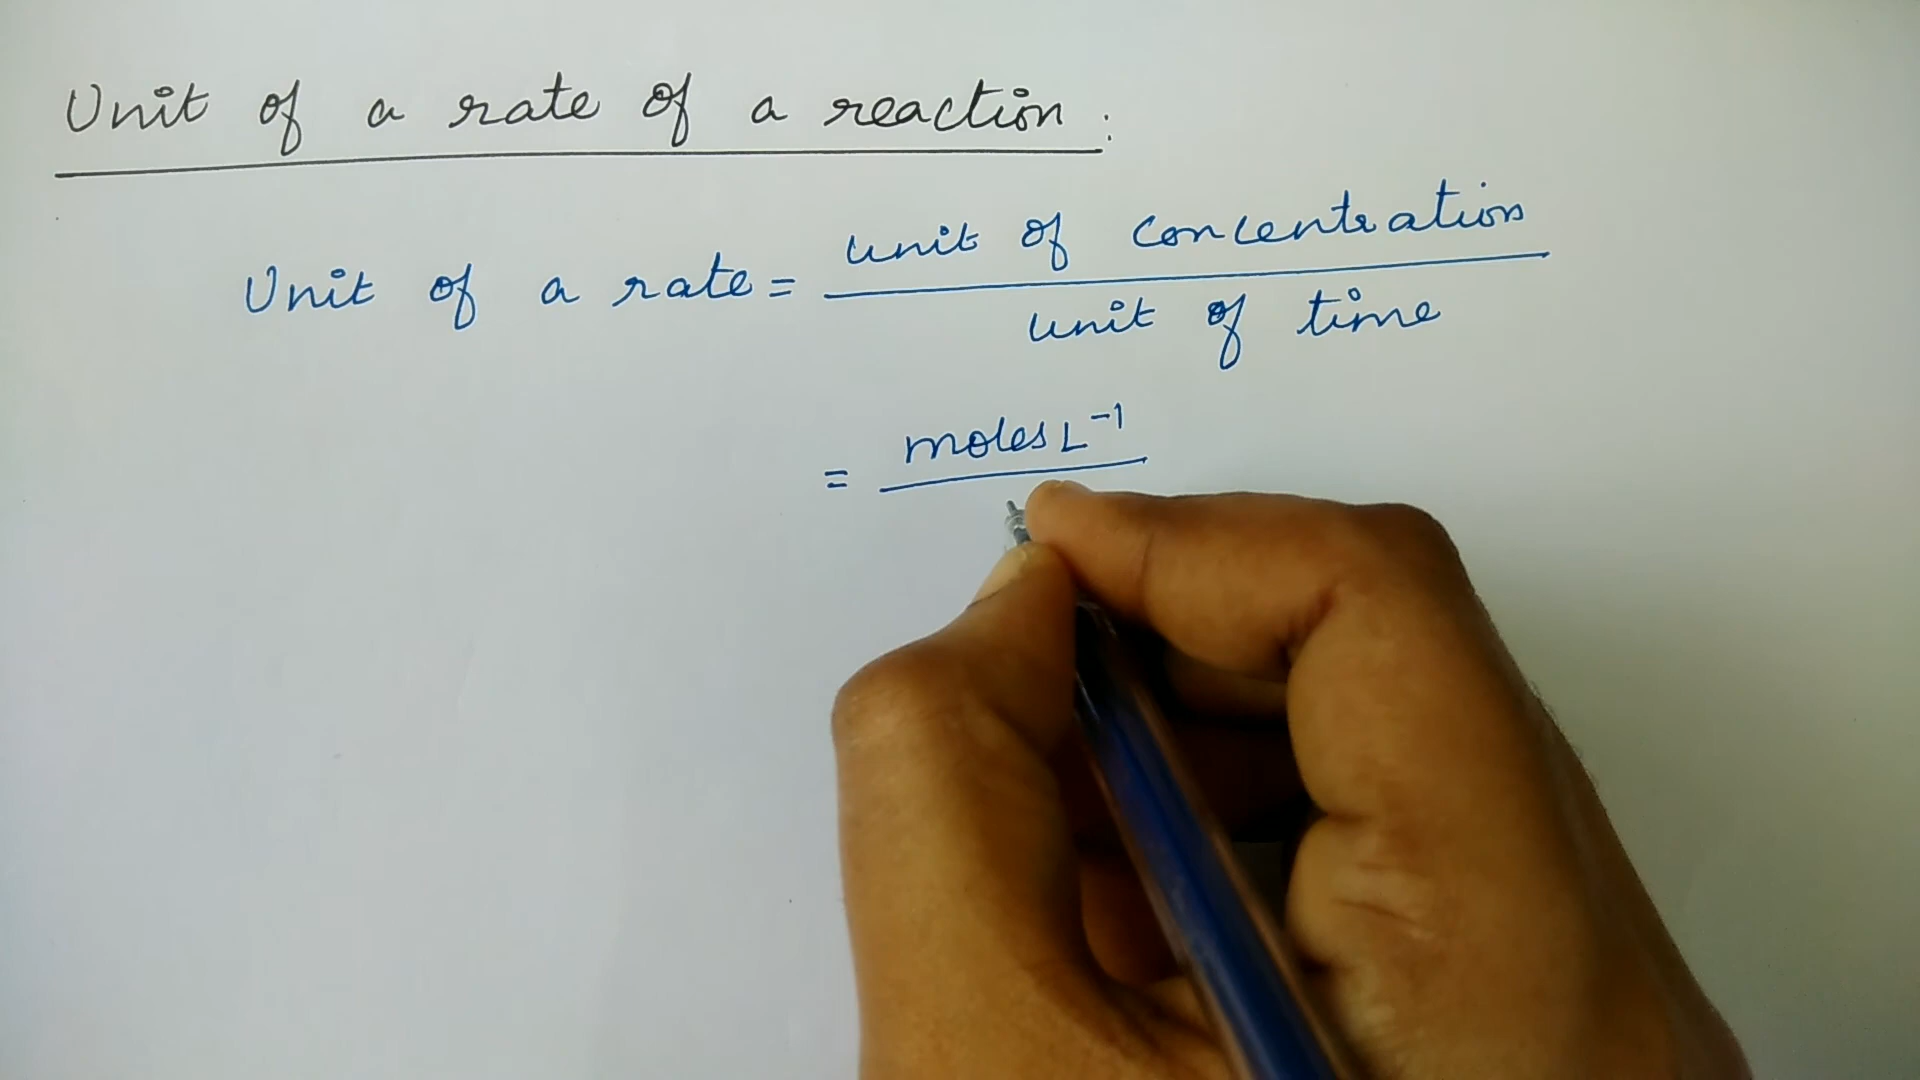 Unit of a rate of a reaction:
Unit of a rate = unit of concentration / unit of time
= moles L⁻¹